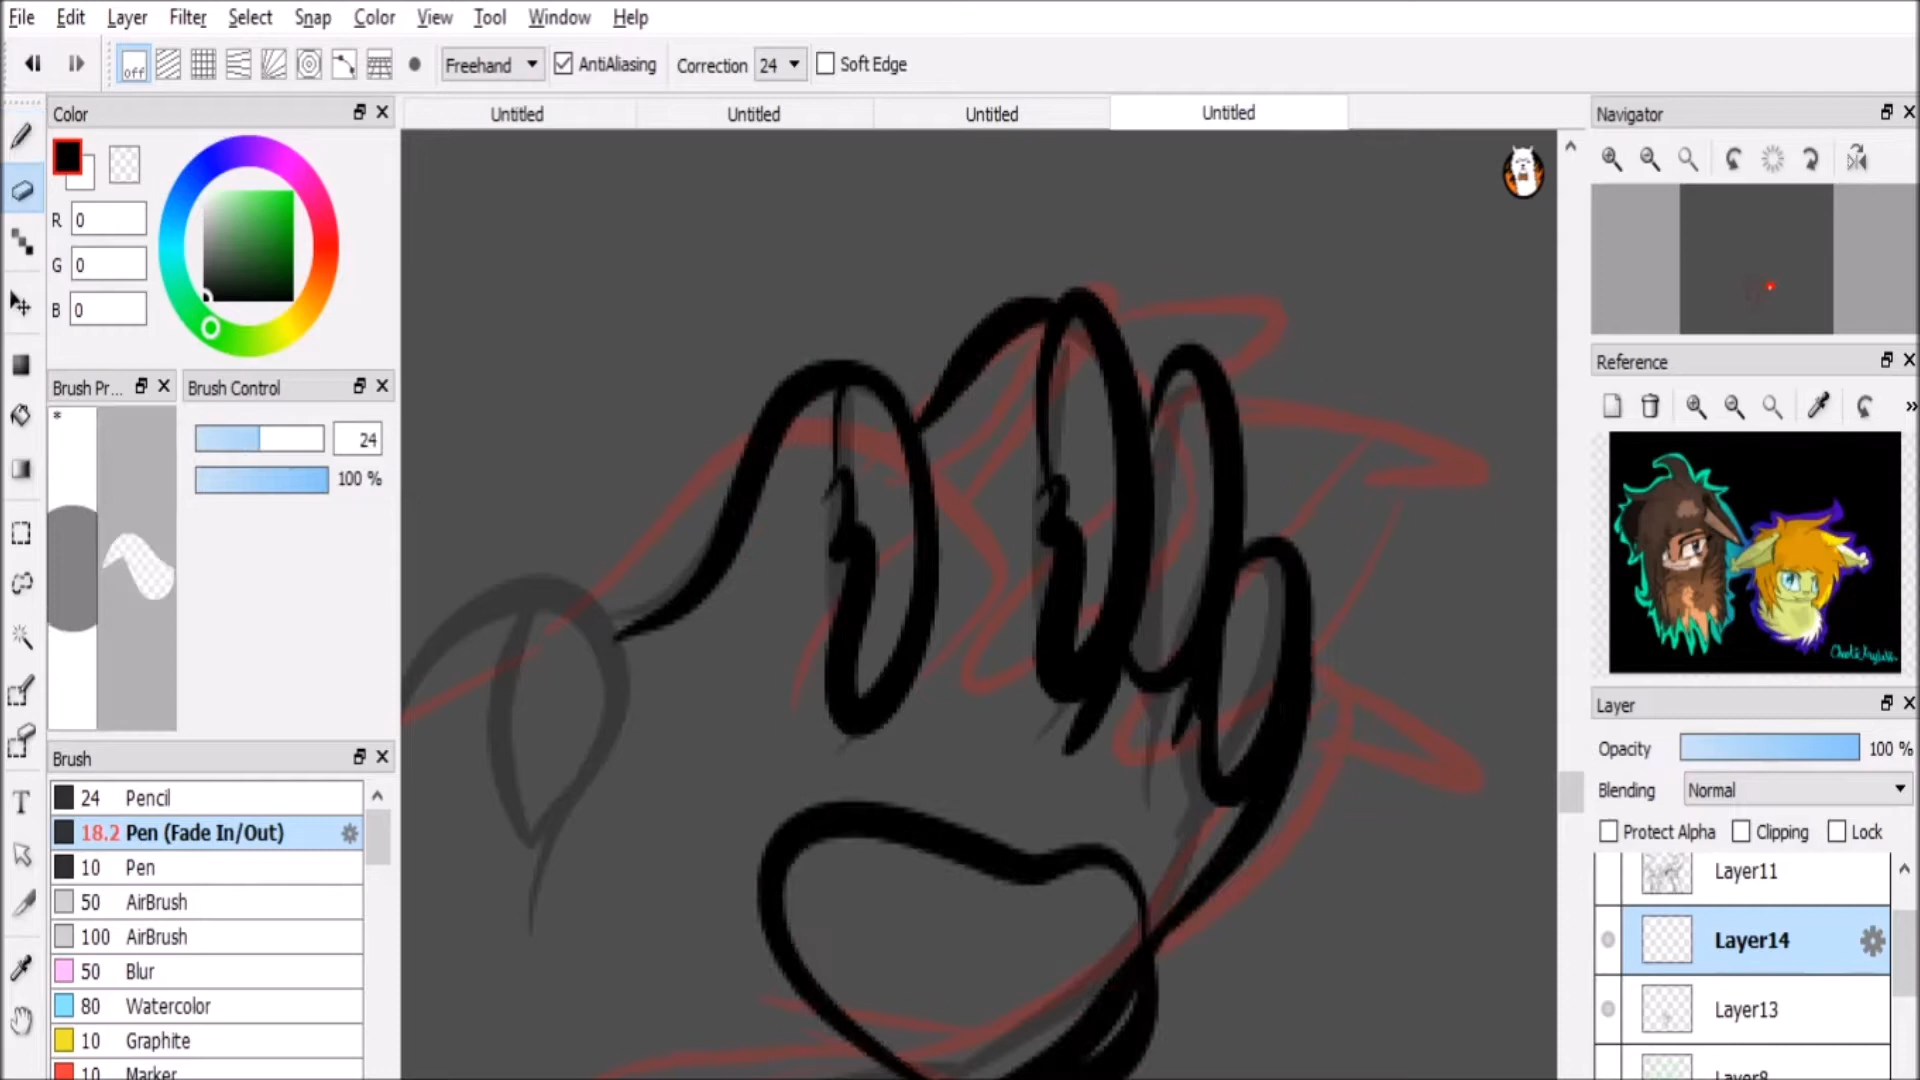 File Edit Layer Filter Select Snap Color View Tool Window Help
off Freehand AntiAliasing Correction 24 Soft Edge
Color
Untitled Untitled Untitled Untitled
Navigator
R 0
G 0
B 0
Reference
Brush Pr... Brush Control
*
24
100 %
Layer
Opacity 100 %
Blending Normal
Protect Alpha Clipping Lock
Brush
24 Pencil
18.2 Pen (Fade In/Out)
10 Pen
50 AirBrush
100 AirBrush
50 Blur
80 Watercolor
10 Graphite
10 Marker
Layer11
Layer14
Layer13
T